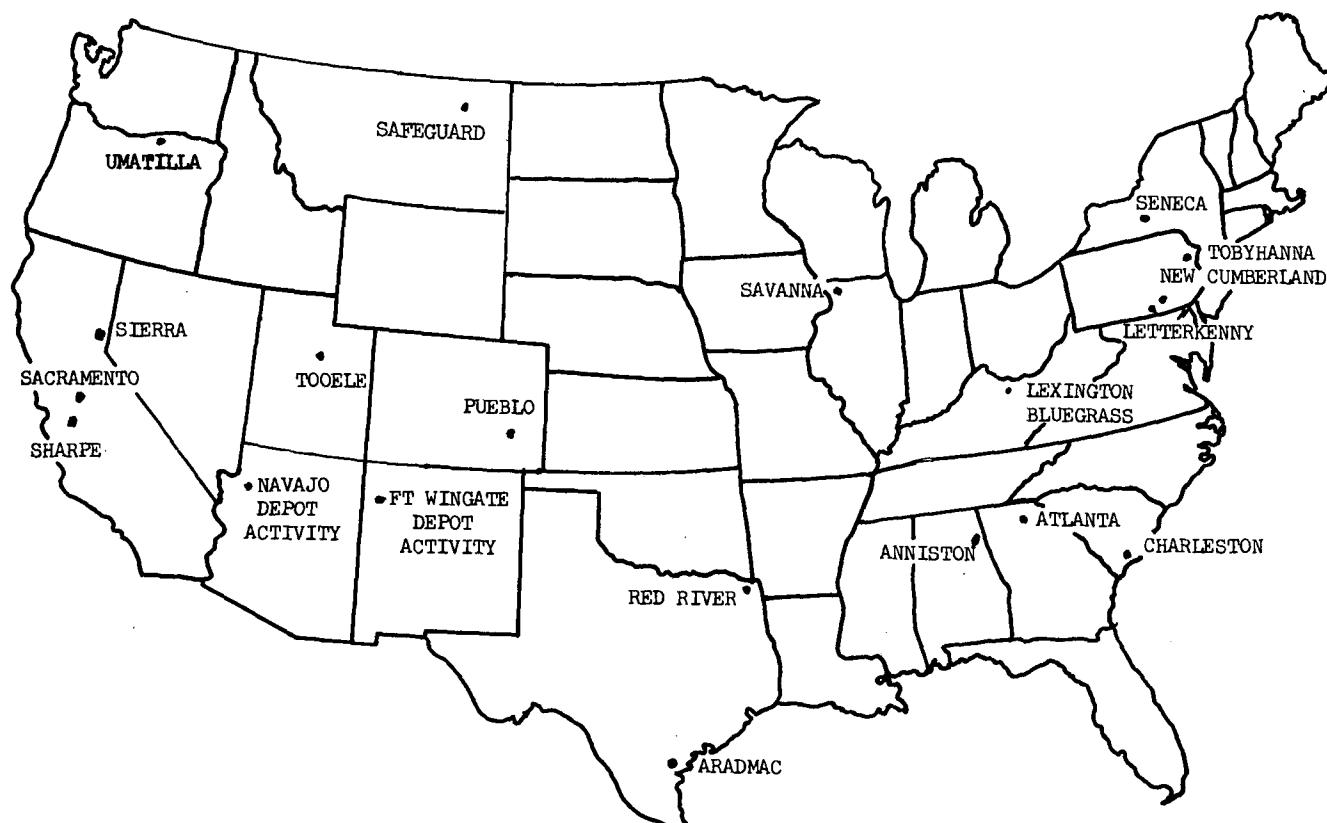 SAFEGUARD
UMATILLA
SENECA
TOBYHANNA
NEW CUMBERLAND
SAVANNA
LETTERKENNY
SIERRA
TOOELE
SACRAMENTO
PUEBLO
LEXINGTON
BLUEGRASS
SHARPE
NAVAJO
DEPOT
ACTIVITY
FT WINGATE
DEPOT
ACTIVITY
ATLANTA
ANNISTON
CHARLESTON
RED RIVER
ARADMAC